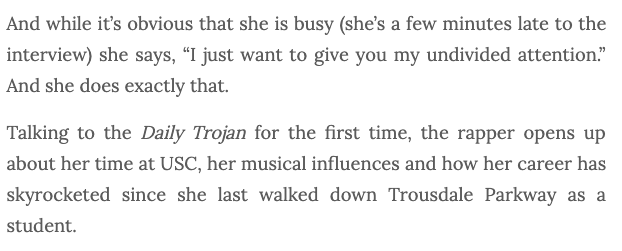 And while it’s obvious that she is busy (she’s a few minutes late to the
interview) she says, “I just want to give you my undivided attention.”
And she does exactly that.
Talking to the Daily Trojan for the first time, the rapper opens up
about her time at USC, her musical influences and how her career has
skyrocketed since she last walked down Trousdale Parkway as a
student.